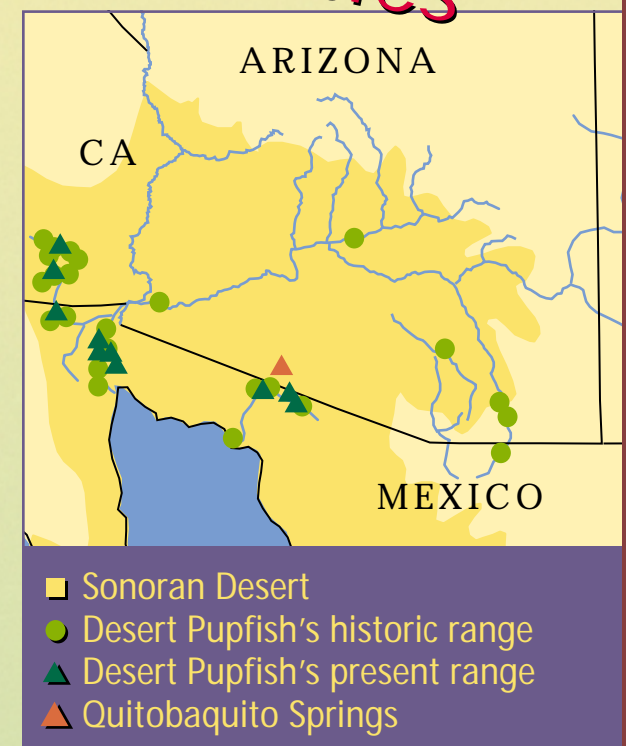 ARIZONA
CA
MEXICO
Sonoran Desert
Desert Pupfish's historic range
Desert Pupfish's present range
Quitobaquito Springs